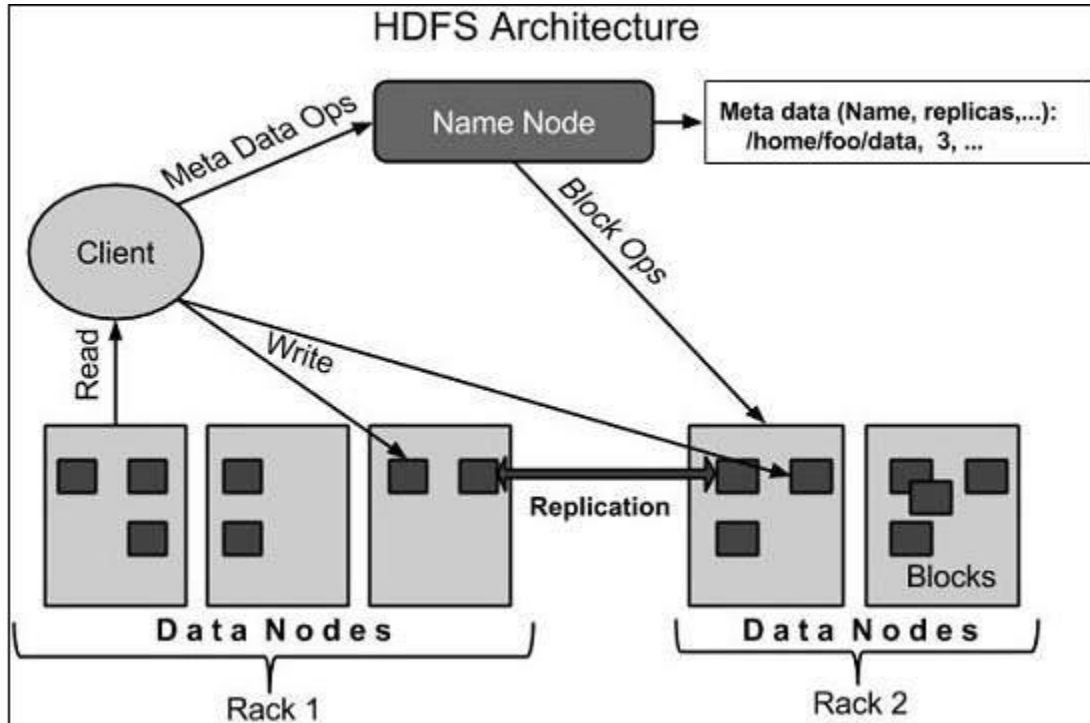 HDFS Architecture
Name Node
Meta data (Name, replicas,...):
/home/foo/data, 3, ...
Meta Data Ops
Block Ops
Client
Read
Write
Replication
Blocks
Data Nodes
Data Nodes
Rack 1
Rack 2